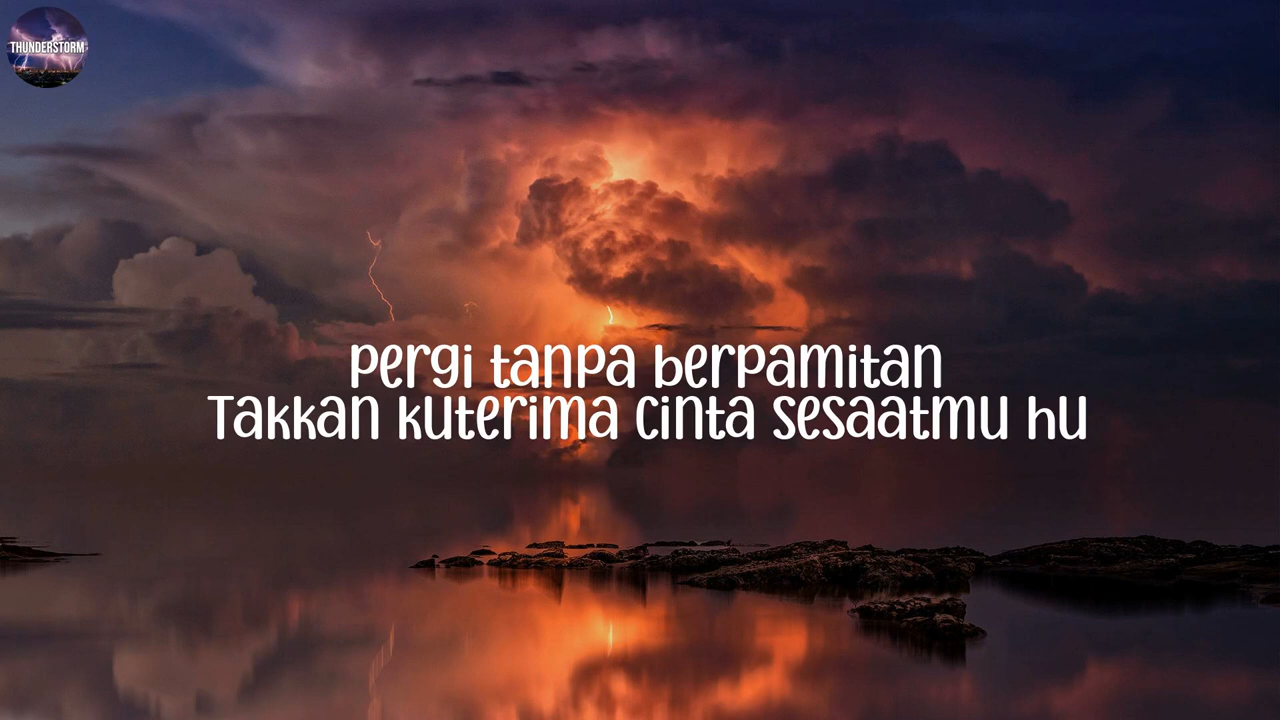 THUNDERSTORM
pergi tanpa berpamitan
Takkan kuterima cinta sesaatmu hu